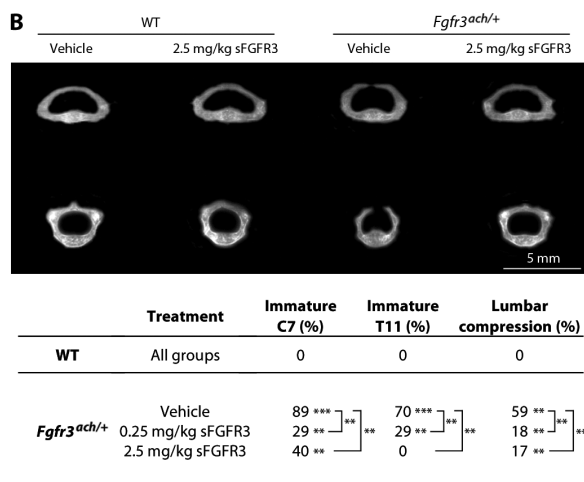 B
WT Fgfr3ach/+
Vehicle 2.5 mg/kg sFGFR3 Vehicle 2.5 mg/kg sFGFR3
5 mm
Treatment Immature C7 (%) Immature T11 (%) Lumbar compression (%)
WT All groups 0 0 0
Vehicle 89 *** 70 *** 59 **
** ** **
Fgfr3ach/+ 0.25 mg/kg sFGFR3 29 ** ** 29 ** ** 18 ** **
2.5 mg/kg sFGFR3 40 ** 0 17 **